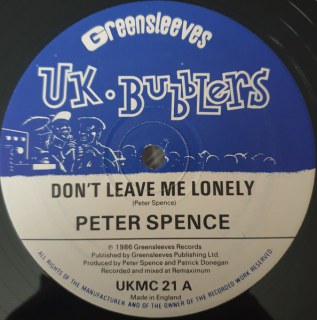 Greensleeves
UK·BUBBLERS
DON'T LEAVE ME LONELY
(Peter Spence)
PETER SPENCE
℗ 1986 Greensleeves Records
Published by Greensleeves Publishing Ltd.
Produced by Peter Spence and Patrick Donegan
Recorded and mixed at Remaximum
UKMC 21 A
Made in England
ALL RIGHTS OF THE MANUFACTURER AND OF THE OWNER OF THE RECORDED WORK RESERVED